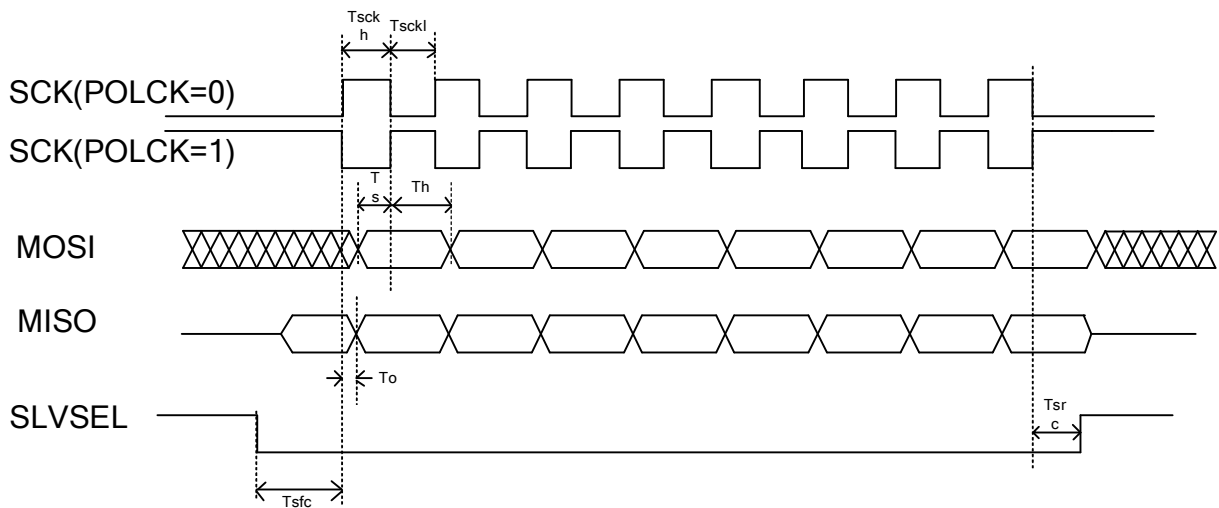 Tsck
h
Tsckl
SCK(POLCK=0)
SCK(POLCK=1)
T
s
Th
MOSI
MISO
To
SLVSEL
Tsr
c
Tsfc